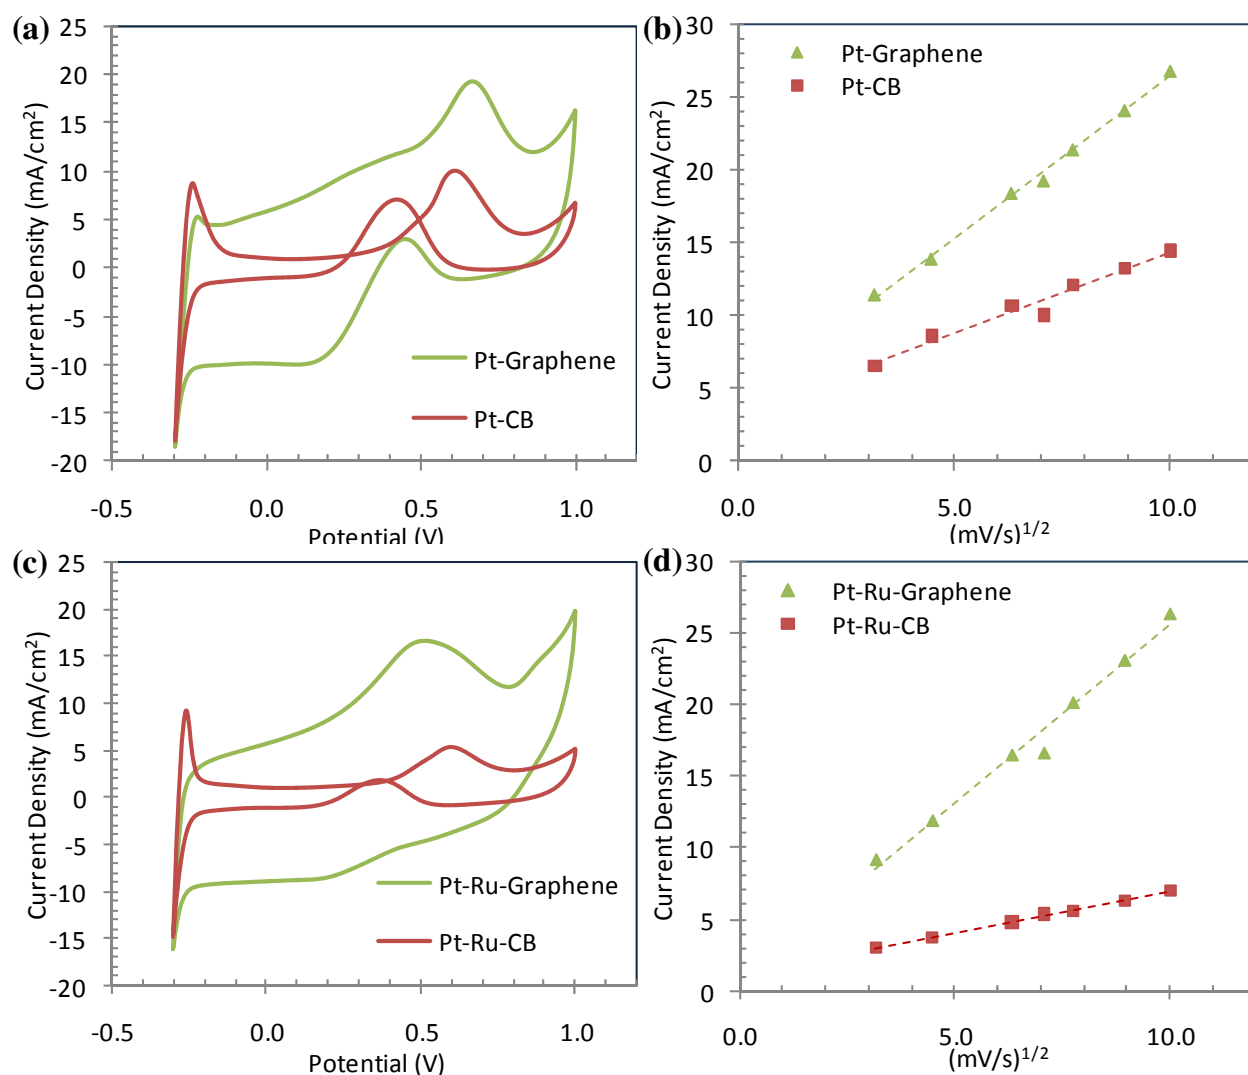 (a)
25
20
15
10
5
0
-5
-10
-15
-20
Current Density (mA/cm²)
Pt-Graphene
Pt-CB
-0.5 0.0 0.5 1.0
Potential (V)
(b)
30
25
20
15
10
5
0
Current Density (mA/cm²)
Pt-Graphene
Pt-CB
0.0 5.0 10.0
(mV/s)¹/²
(c)
25
20
15
10
5
0
-5
-10
-15
-20
Current Density (mA/cm²)
Pt-Ru-Graphene
Pt-Ru-CB
-0.5 0.0 0.5 1.0
Potential (V)
(d)
30
25
20
15
10
5
0
Current Density (mA/cm²)
Pt-Ru-Graphene
Pt-Ru-CB
0.0 5.0 10.0
(mV/s)¹/²